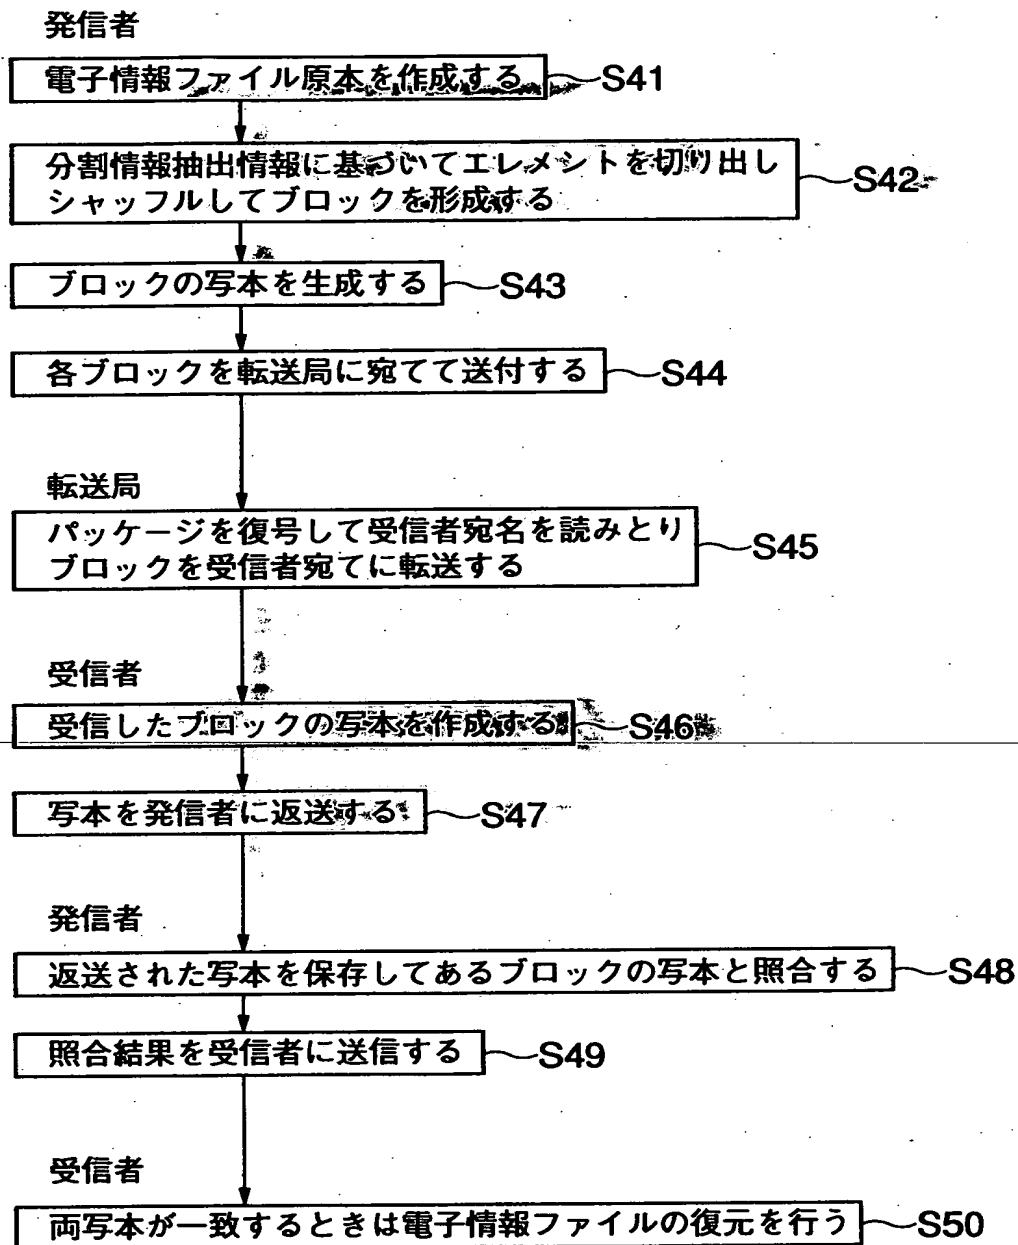 発信者
電子情報ファイル原本を作成する S41
分割情報抽出情報に基づいてエレメントを切り出し
シャッフルしてブロックを形成する S42
ブロックの写本を生成する S43
各ブロックを転送局に宛てて送付する S44
転送局
パッケージを復号して受信者宛名を読みとり
ブロックを受信者宛てに転送する S45
受信者
受信したブロックの写本を作成する S46
写本を発信者に返送する S47
発信者
返送された写本を保存してあるブロックの写本と照合する S48
照合結果を受信者に送信する S49
受信者
両写本が一致するときは電子情報ファイルの復元を行う S50